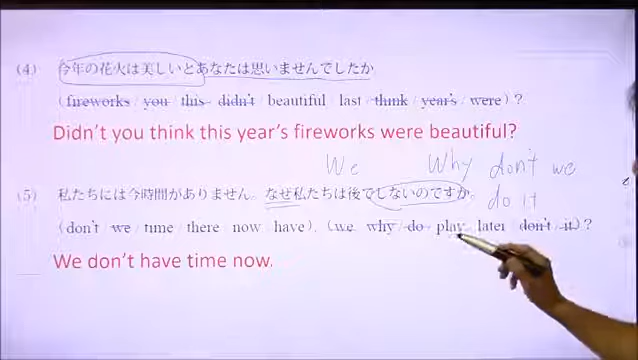 (4) 今年の花火は美しいとあなたは思いませんでしたか
(fireworks / you / this / didn't / beautiful / last / think / year's / were) ?
Didn't you think this year's fireworks were beautiful?
We Why don't we
(5) 私たちには今時間がありません。なぜ私たちは後でしないのですか。 do it
(don't / we / time / there / now / have). (we / why / do / play / later / don't / it) ?
We don't have time now.